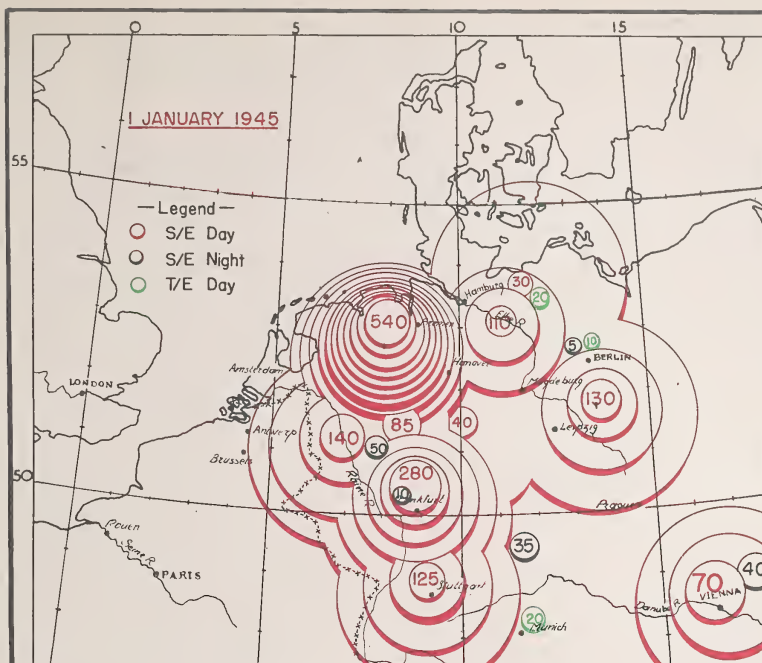 0 5 10 15
1 JANUARY 1945
55
—Legend—
S/E Day
S/E Night
T/E Day
Hamburg
30
20
540
Bremen
110
Elbe R
5
10
BERLIN
Amsterdam
Hanover
Magdeburg
LONDON
130
85
40
Antwerp
140
50
Leipzig
Brussels
50
Rhine R
280
10
Prague
Rouen
Seine R
35
PARIS
125
Stuttgart
70
40
VIENNA
Danube R
20
Munich